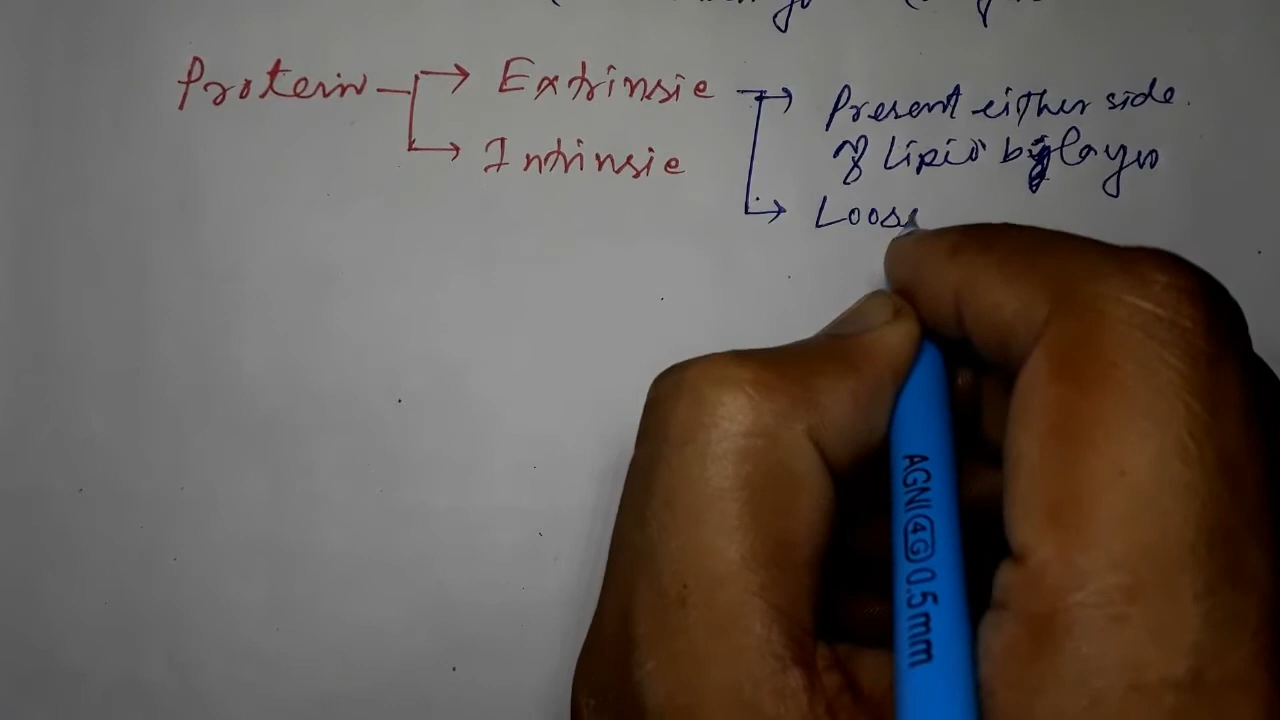 Protein → Extrinsic → Present either side
of Lipid bilayer
→ Intrinsic
→ Loose
AGNI 4G 0.5mm